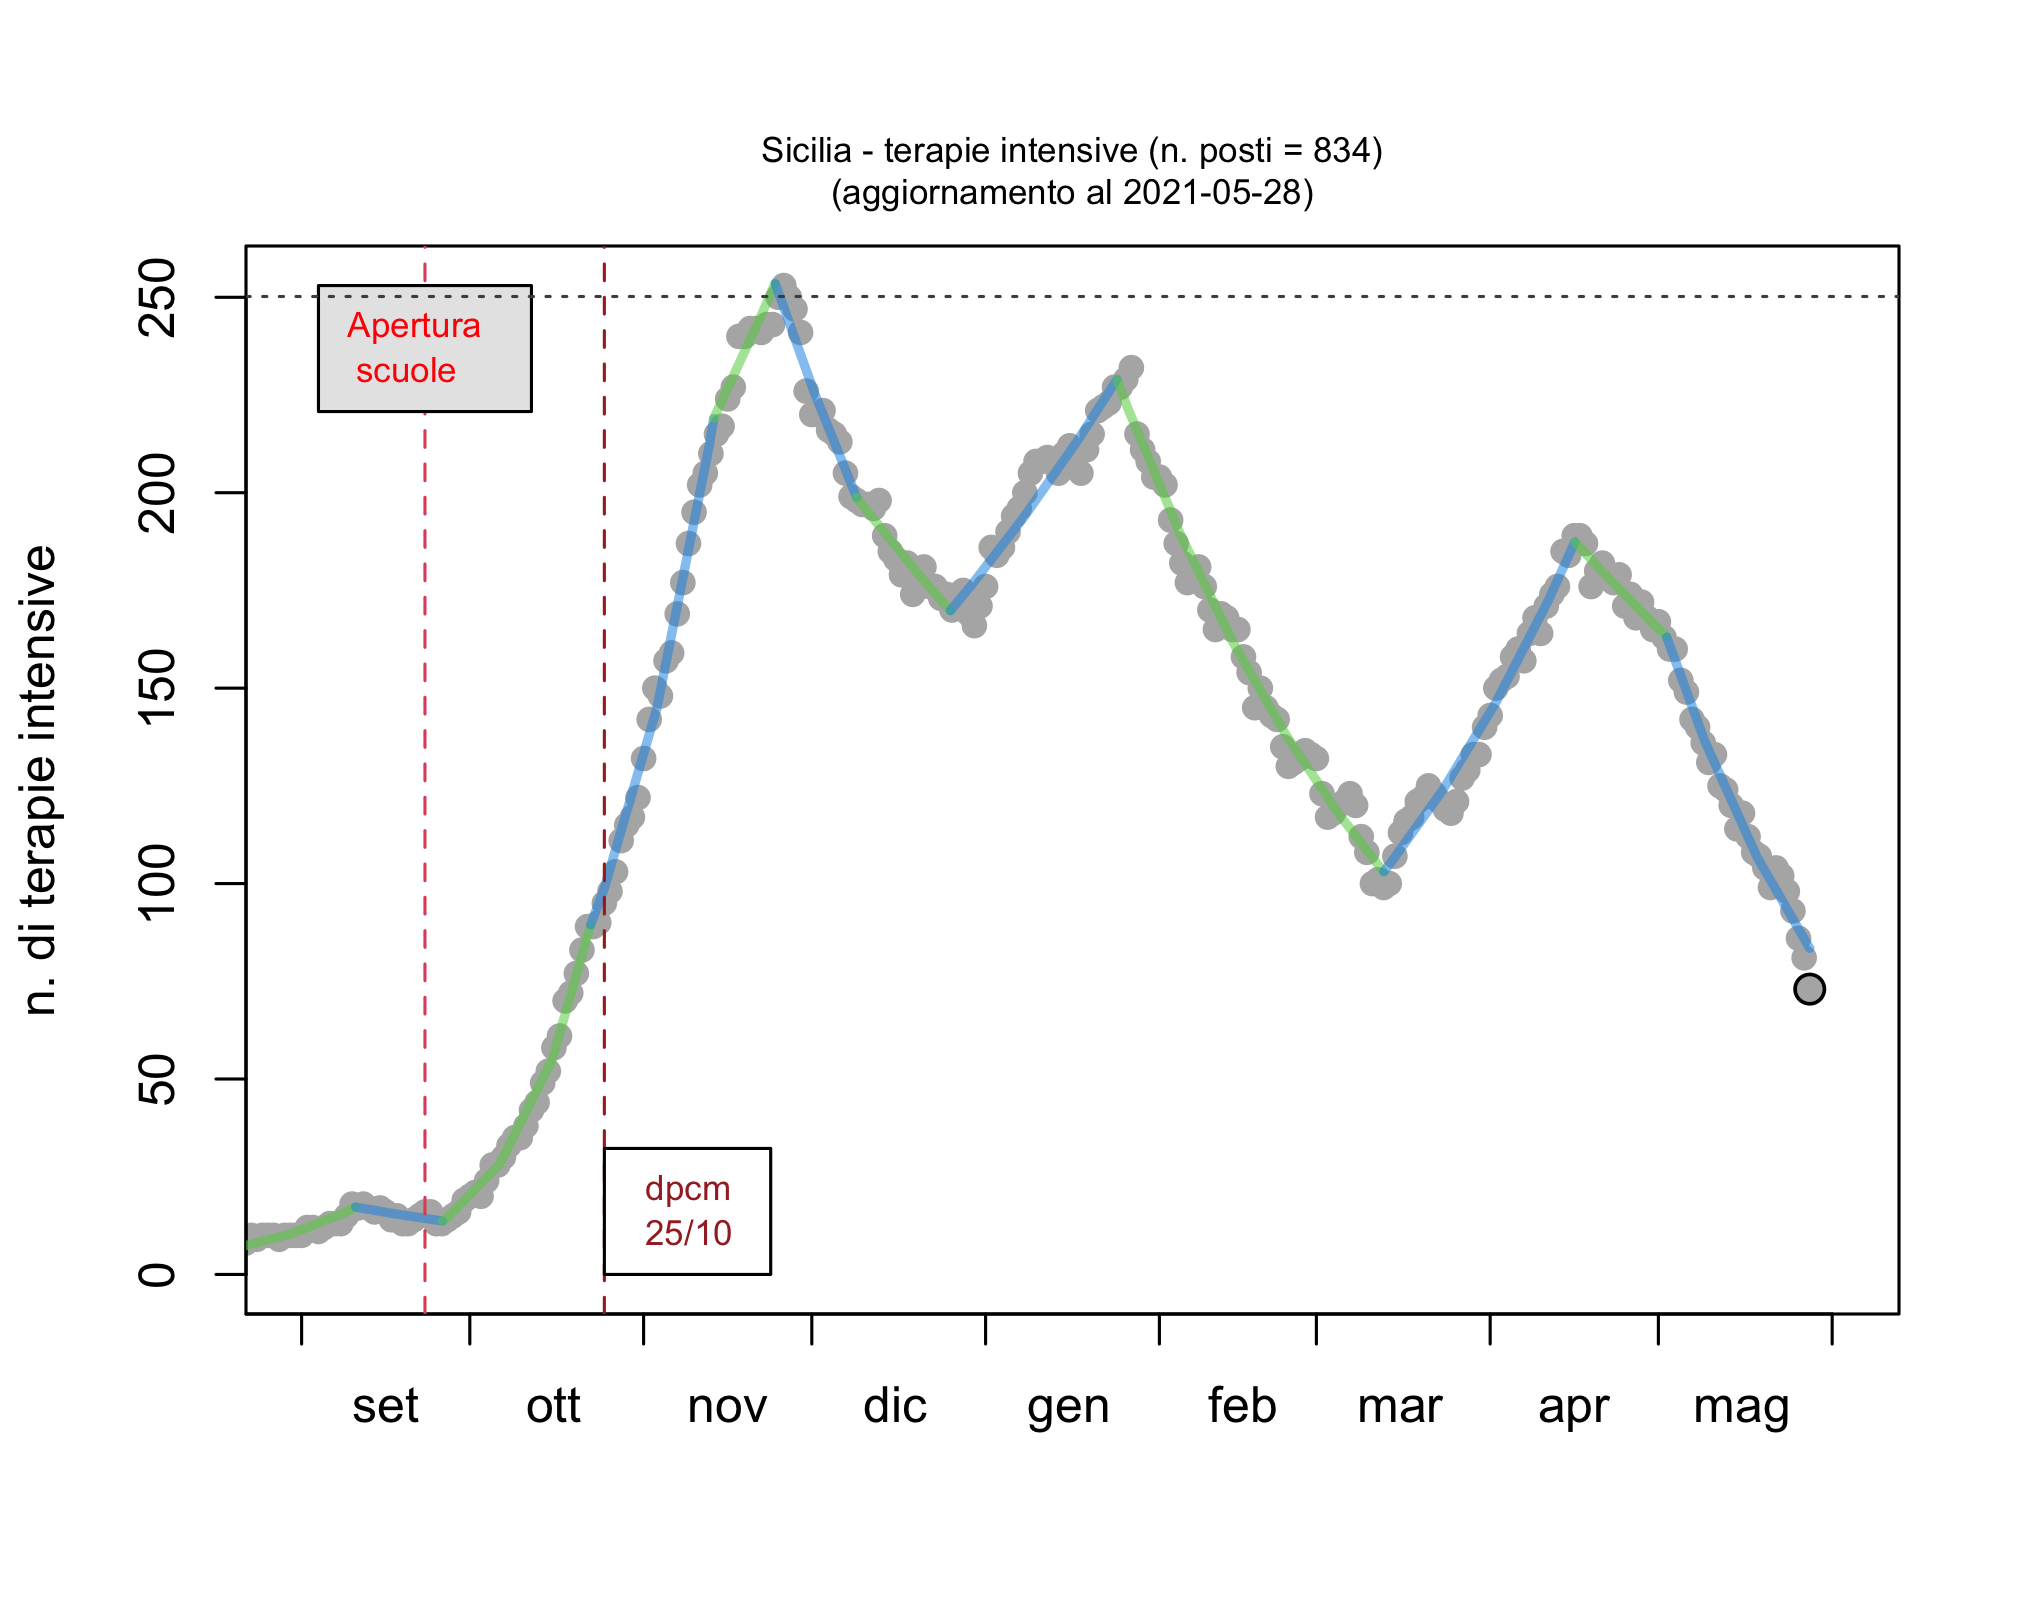 Sicilia - terapie intensive (n. posti = 834)
(aggiornamento al 2021-05-28)
n. di terapie intensive
250
200
150
100
50
0
Apertura
scuole
dpcm
25/10
set ott nov dic gen feb mar apr mag